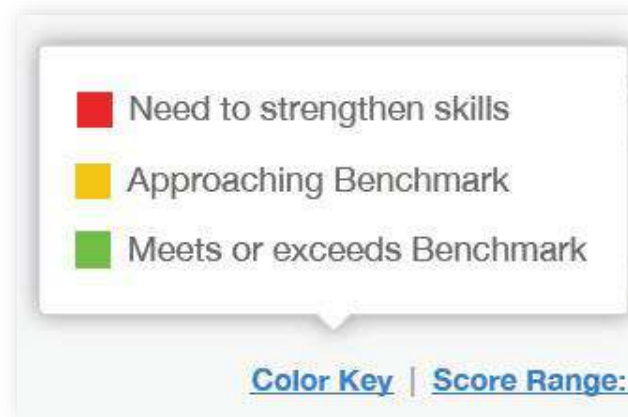 Need to strengthen skills
Approaching Benchmark
Meets or exceeds Benchmark
Color Key | Score Range: